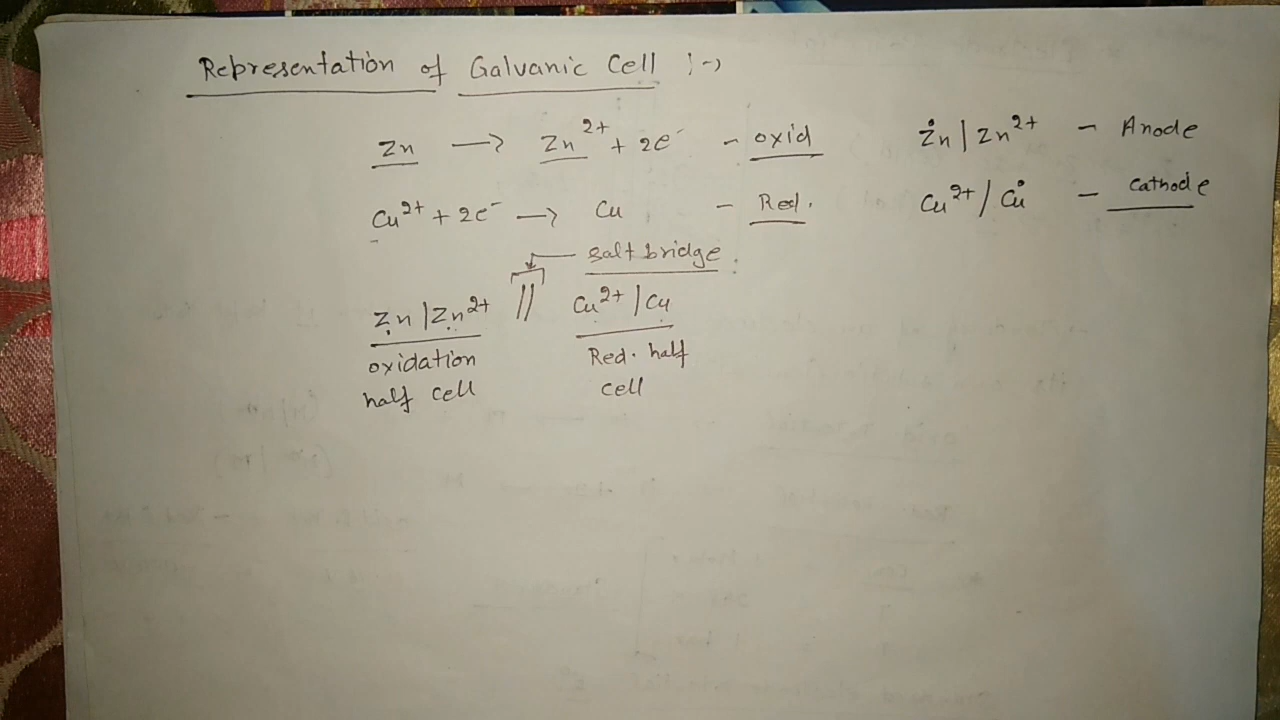 Representation of Galvanic Cell :->
Zn → Zn²⁺ + 2e⁻ - oxid Zn | Zn²⁺ - Anode
Cu²⁺ + 2e⁻ → Cu - Red. Cu²⁺ / Cu - Cathode
salt bridge
Zn | Zn²⁺ // Cu²⁺ | Cu
oxidation Red. half
half cell cell